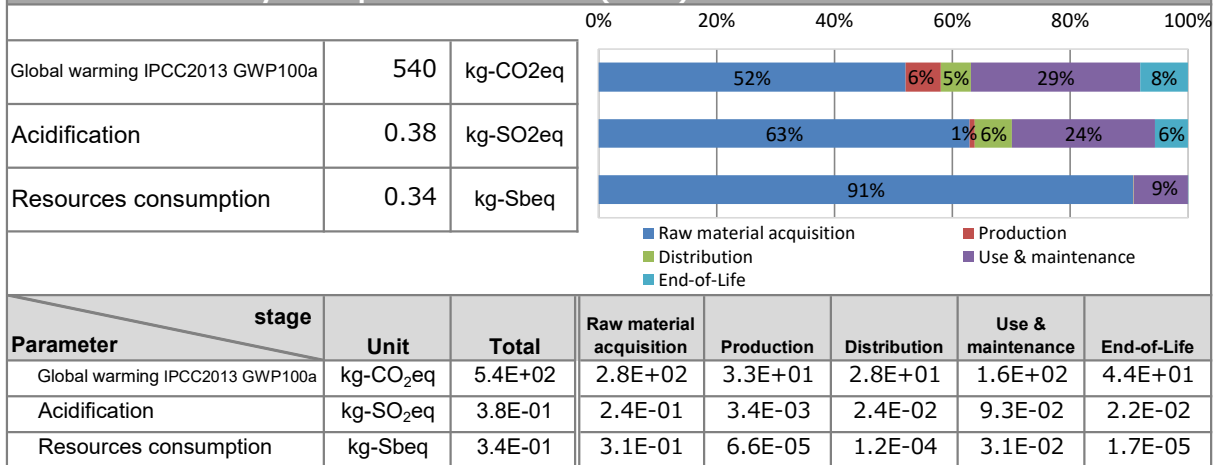 0% 20% 40% 60% 80% 100%
Global warming IPCC2013 GWP100a 540 kg-CO2eq 52% 6% 5% 29% 8%
Acidification 0.38 kg-SO2eq 63% 1% 6% 24% 6%
Resources consumption 0.34 kg-Sbeq 91% 9%
Raw material acquisition Production
Distribution Use & maintenance
End-of-Life
stage
Parameter Unit Total Raw material acquisition Production Distribution Use & maintenance End-of-Life
Global warming IPCC2013 GWP100a kg-CO₂eq 5.4E+02 2.8E+02 3.3E+01 2.8E+01 1.6E+02 4.4E+01
Acidification kg-SO₂eq 3.8E-01 2.4E-01 3.4E-03 2.4E-02 9.3E-02 2.2E-02
Resources consumption kg-Sbeq 3.4E-01 3.1E-01 6.6E-05 1.2E-04 3.1E-02 1.7E-05